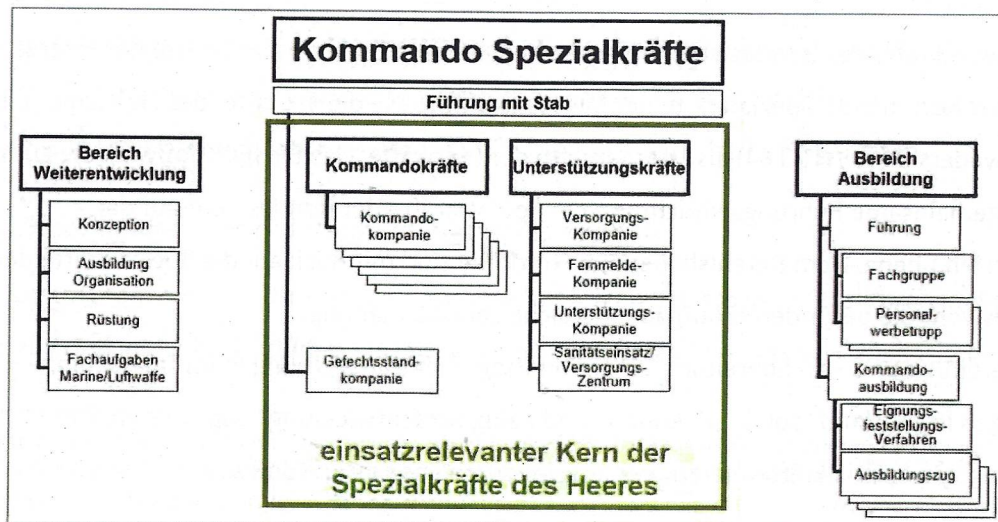 Kommando Spezialkräfte
Führung mit Stab
Bereich
Weiterentwicklung
Konzeption
Ausbildung
Organisation
Rüstung
Fachaufgaben
Marine/Luftwaffe
Kommandokräfte
Kommando-
kompanie
Gefechtsstand-
kompanie
Unterstützungskräfte
Versorgungs-
Kompanie
Fernmelde-
Kompanie
Unterstützungs-
Kompanie
Sanitätseinsatz/
Versorgungs-
Zentrum
einsatzrelevanter Kern der
Spezialkräfte des Heeres
Bereich
Ausbildung
Führung
Fachgruppe
Personal-
werbetrupp
Kommando-
ausbildung
Eignungs-
feststellungs-
Verfahren
Ausbildungszug